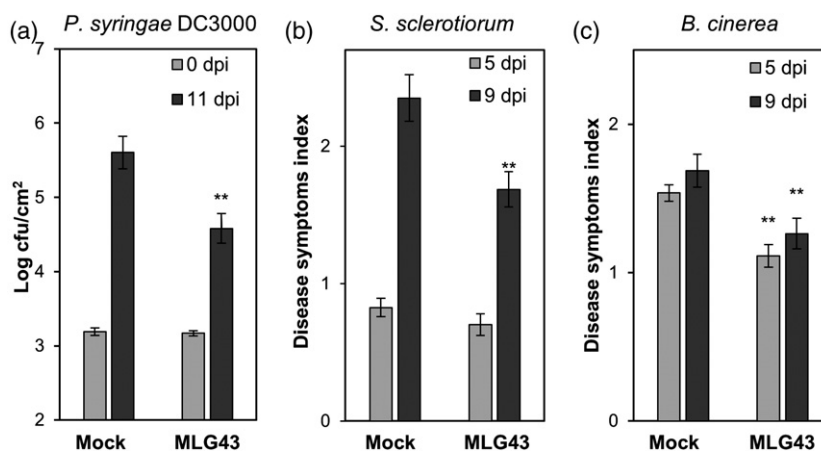 (a) P. syringae DC3000
7
6
5
4
3
2
Log cfu/cm²
0 dpi
11 dpi
**
Mock MLG43
(b) S. sclerotiorum
2
1
0
Disease symptoms index
5 dpi
9 dpi
**
Mock MLG43
(c) B. cinerea
2
1
0
Disease symptoms index
5 dpi
9 dpi
** **
Mock MLG43